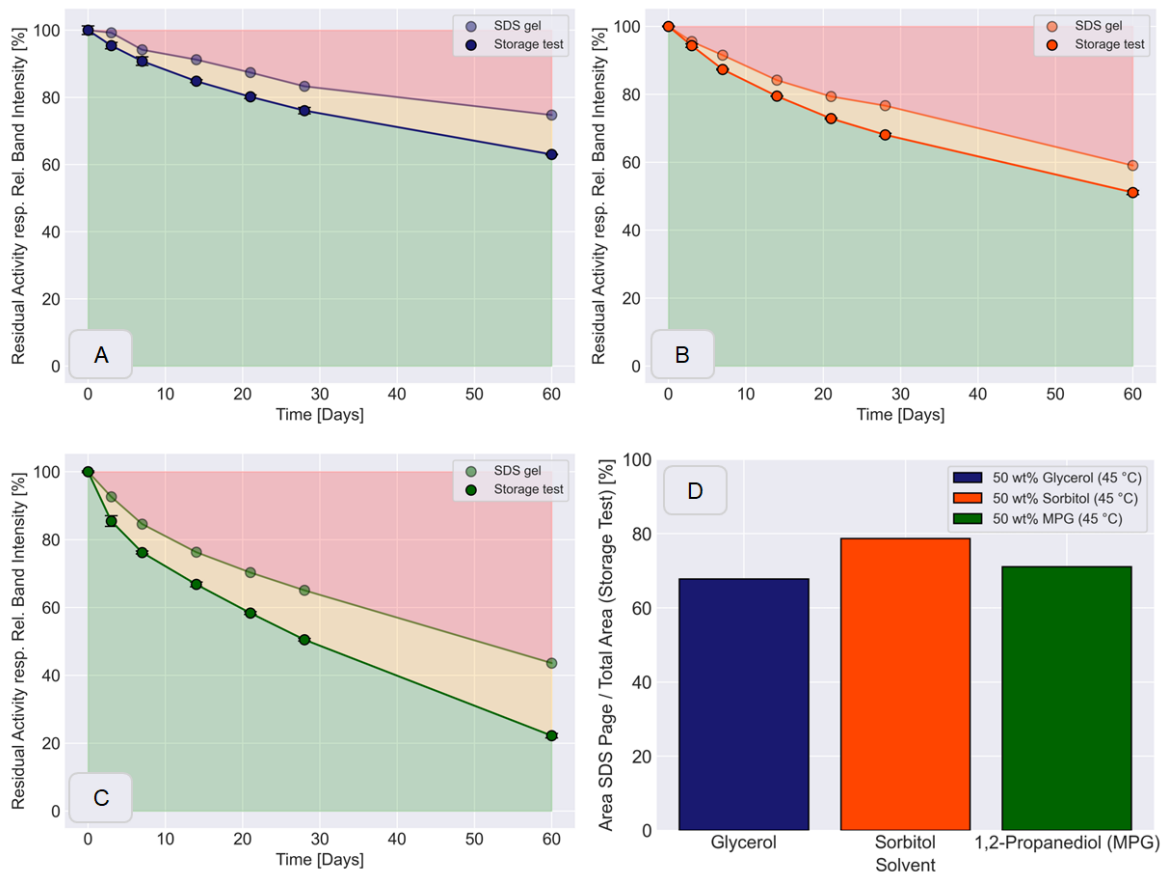 Residual Activity resp. Rel. Band Intensity [%]
100
80
60
40
20
0
SDS gel
Storage test
A
0 10 20 30 40 50 60
Time [Days]
Residual Activity resp. Rel. Band Intensity [%]
100
80
60
40
20
0
SDS gel
Storage test
B
0 10 20 30 40 50 60
Time [Days]
Residual Activity resp. Rel. Band Intensity [%]
100
80
60
40
20
0
SDS gel
Storage test
C
0 10 20 30 40 50 60
Time [Days]
Area SDS Page / Total Area (Storage Test) [%]
100
80
60
40
20
0
D
50 wt% Glycerol (45 °C)
50 wt% Sorbitol (45 °C)
50 wt% MPG (45 °C)
Glycerol Sorbitol 1,2-Propanediol (MPG)
Solvent